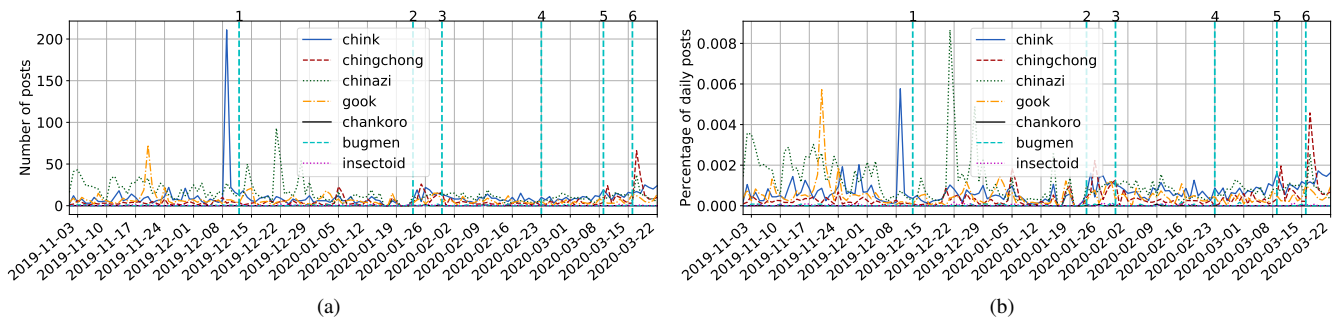 1 2 3 4 5 6
200
150
100
50
0
Number of posts
chink
chingchong
chinazi
gook
chankoro
bugmen
insectoid
2019-11-03 2019-11-10 2019-11-17 2019-11-24 2019-12-01 2019-12-08 2019-12-15 2019-12-22 2019-12-29 2020-01-05 2020-01-12 2020-01-19 2020-01-26 2020-02-02 2020-02-09 2020-02-16 2020-02-23 2020-03-01 2020-03-08 2020-03-15 2020-03-22
(a)
1 2 3 4 5 6
0.008
0.006
0.004
0.002
0.000
Percentage of daily posts
chink
chingchong
chinazi
gook
chankoro
bugmen
insectoid
2019-11-03 2019-11-10 2019-11-17 2019-11-24 2019-12-01 2019-12-08 2019-12-15 2019-12-22 2019-12-29 2020-01-05 2020-01-12 2020-01-19 2020-01-26 2020-02-02 2020-02-09 2020-02-16 2020-02-23 2020-03-01 2020-03-08 2020-03-15 2020-03-22
(b)